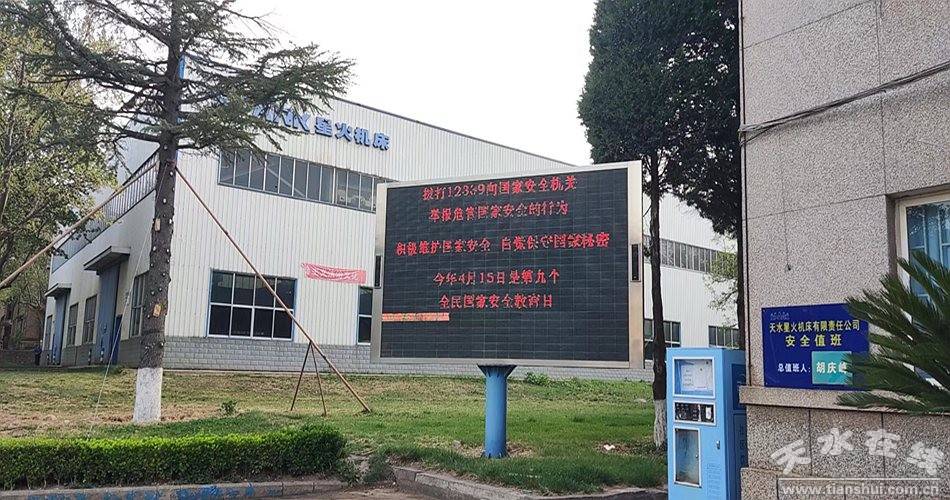 星火机床
拨打12339向国家安全机关
举报危害国家安全的行为
积极维护国家安全 自觉保守国家秘密
今年4月15日是第九个
全民国家安全教育日
天水星火机床有限责任公司
安全值班
总值班人：胡庆
天水在线
www.tianshui.com.cn